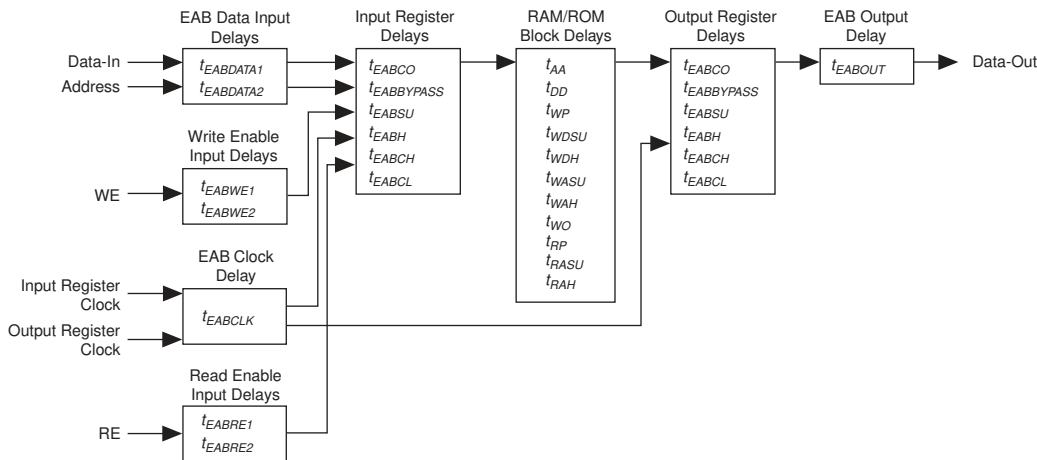 EAB Data Input
Delays
Data-In
Address
tEABDATA1
tEABDATA2
Write Enable
Input Delays
WE
tEABWE1
tEABWE2
EAB Clock
Delay
Input Register
Clock
Output Register
Clock
tEABCLK
Read Enable
Input Delays
RE
tEABRE1
tEABRE2
Input Register
Delays
tEABCO
tEABBYPASS
tEABSU
tEABH
tEABCH
tEABCL
RAM/ROM
Block Delays
tAA
tDD
tWP
tWDSU
tWDH
tWASU
tWAH
tWO
tRP
tRASU
tRAH
Output Register
Delays
tEABCO
tEABBYPASS
tEABSU
tEABH
tEABCH
tEABCL
EAB Output
Delay
tEABOUT
Data-Out